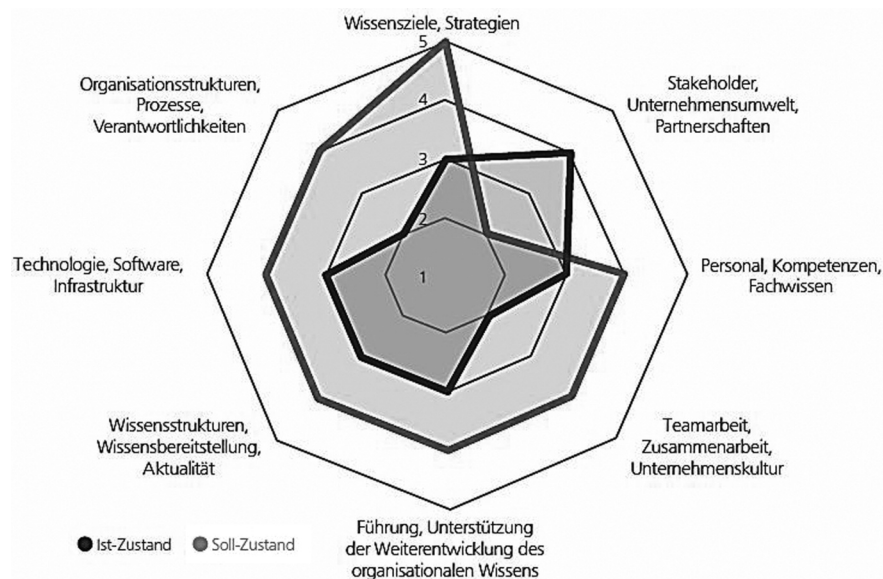 Wissensziele, Strategien
5
4
3
2
1
Stakeholder,
Unternehmensumwelt,
Partnerschaften
Personal, Kompetenzen,
Fachwissen
Teamarbeit,
Zusammenarbeit,
Unternehmenskultur
Führung, Unterstützung
der Weiterentwicklung des
organisationalen Wissens
Wissensstrukturen,
Wissensbereitstellung,
Aktualität
Technologie, Software,
Infrastruktur
Organisationsstrukturen,
Prozesse,
Verantwortlichkeiten
Ist-Zustand
Soll-Zustand